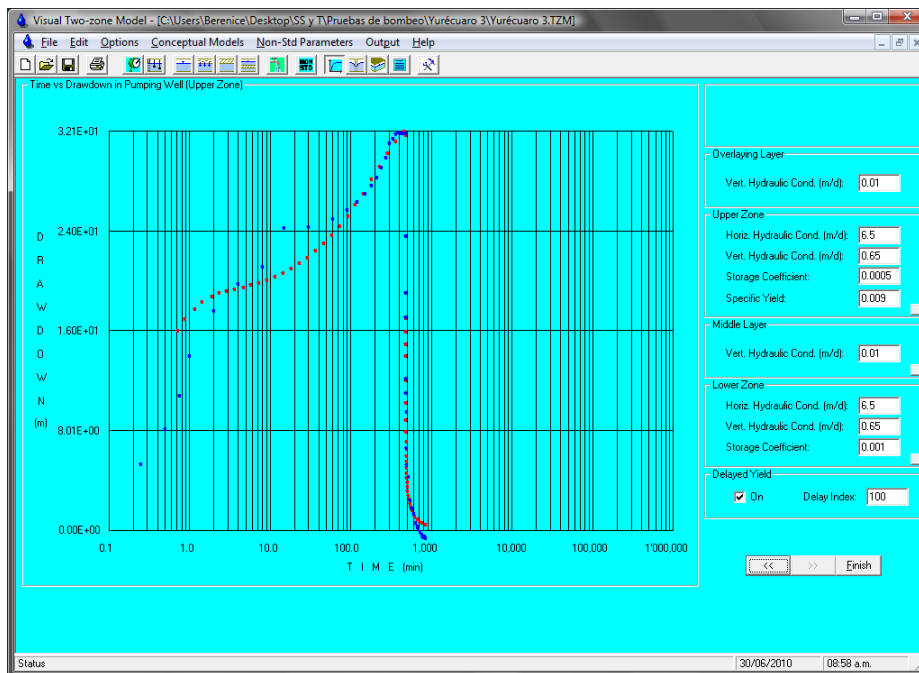 Visual Two-zone Model - [C:\Users\Berenice\Desktop\SS y T\Pruebas de bombeo\Yurécuaro 3\Yurécuaro 3.TZM]
File Edit Options Conceptual Models Non-Std Parameters Output Help
NON STD
Time vs Drawdown in Pumping Well (Upper Zone)
3.21E+01
2.40E+01
1.60E+01
8.01E+00
0.00E+00
DRAWDOWN
(m)
0.1 1.0 10.0 100.0 1,000 10,000 100,000 1'000,000
T I M E (min)
Overlaying Layer
Vert. Hydraulic Cond. (m/d): 0.01
Upper Zone
Horiz. Hydraulic Cond. (m/d): 6.5
Vert. Hydraulic Cond. (m/d): 0.65
Storage Coefficient: 0.0005
Specific Yield: 0.009
Middle Layer
Vert. Hydraulic Cond. (m/d): 0.01
Lower Zone
Horiz. Hydraulic Cond. (m/d): 6.5
Vert. Hydraulic Cond. (m/d): 0.65
Storage Coefficient: 0.001
Delayed Yield
On Delay Index: 100
<< >> Finish
Status 30/06/2010 08:58 a.m.